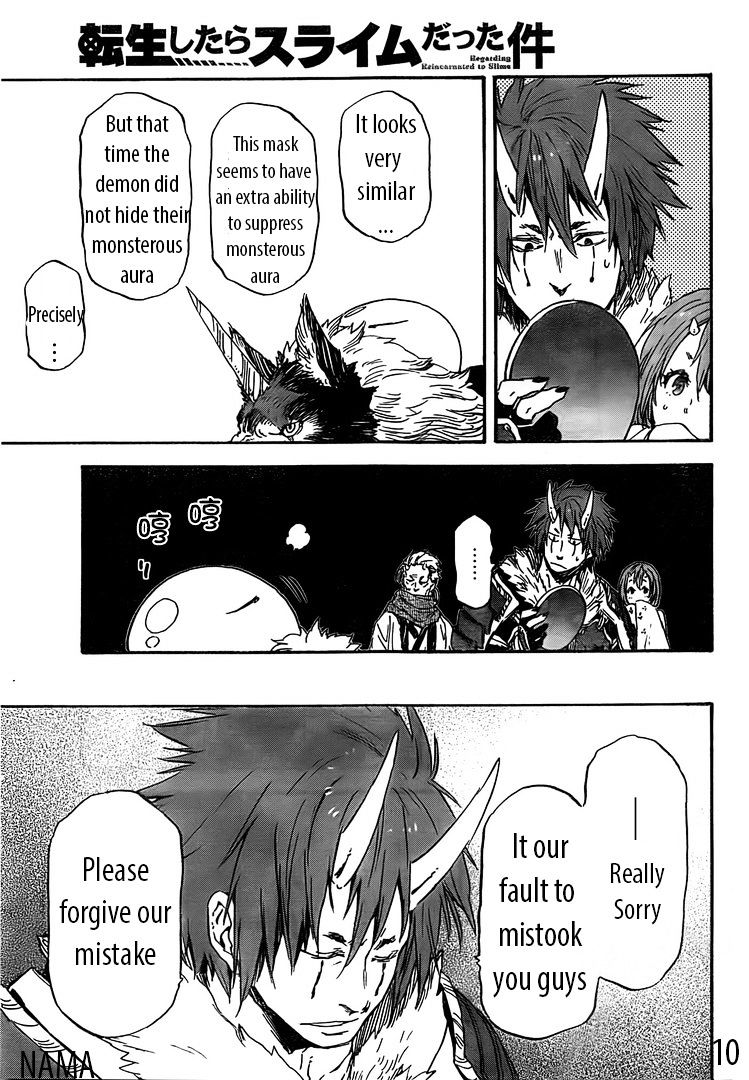 転生したらスライムだった件
Regarding
Reincarnated to Slime
It looks
very
similar
...
This mask
seems to have
an extra ability
to suppress
monsterous
aura
But that
time the
demon did
not hide their
monsterous
aura
Precisely
...
........
哼
哼
—
Really
Sorry
It our
fault to
mistook
you guys
Please
forgive our
mistake
NAMA
10